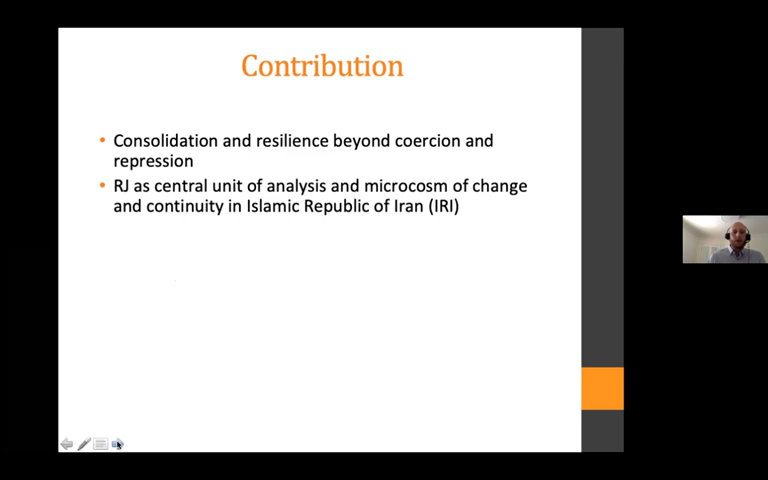 Contribution
• Consolidation and resilience beyond coercion and
repression
• RJ as central unit of analysis and microcosm of change
and continuity in Islamic Republic of Iran (IRI)